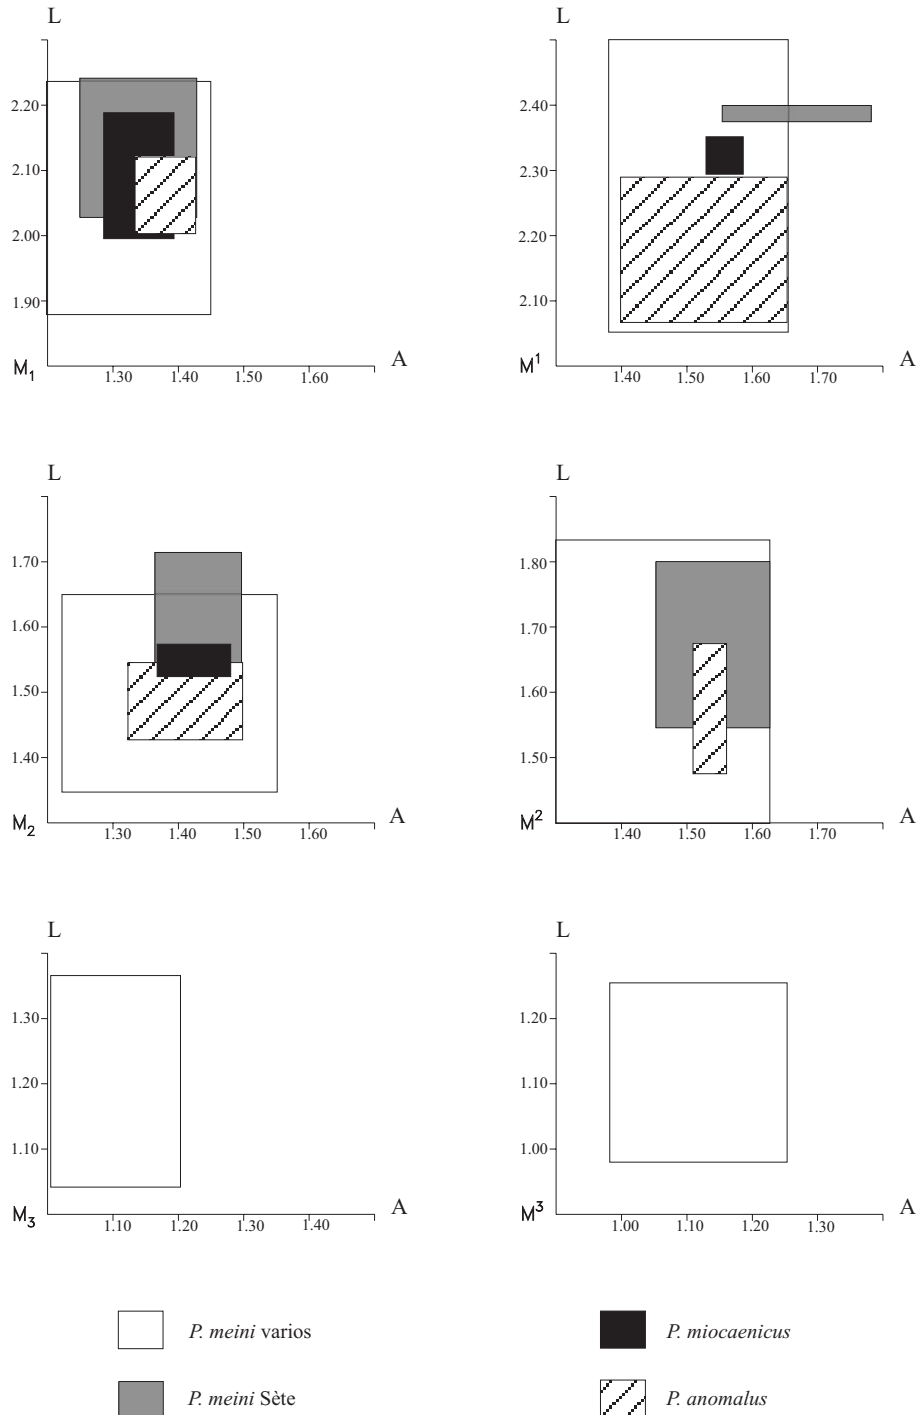 L
2.20
2.10
2.00
1.90
M1
1.30 1.40 1.50 1.60
A
L
2.40
2.30
2.20
2.10
M1
1.40 1.50 1.60 1.70
A
L
1.70
1.60
1.50
1.40
M2
1.30 1.40 1.50 1.60
A
L
1.80
1.70
1.60
1.50
M2
1.40 1.50 1.60 1.70
A
L
1.30
1.20
1.10
M3
1.10 1.20 1.30 1.40
A
L
1.20
1.10
1.00
M3
1.00 1.10 1.20 1.30
A
P. meini varios
P. miocaenicus
P. meini Sète
P. anomalus